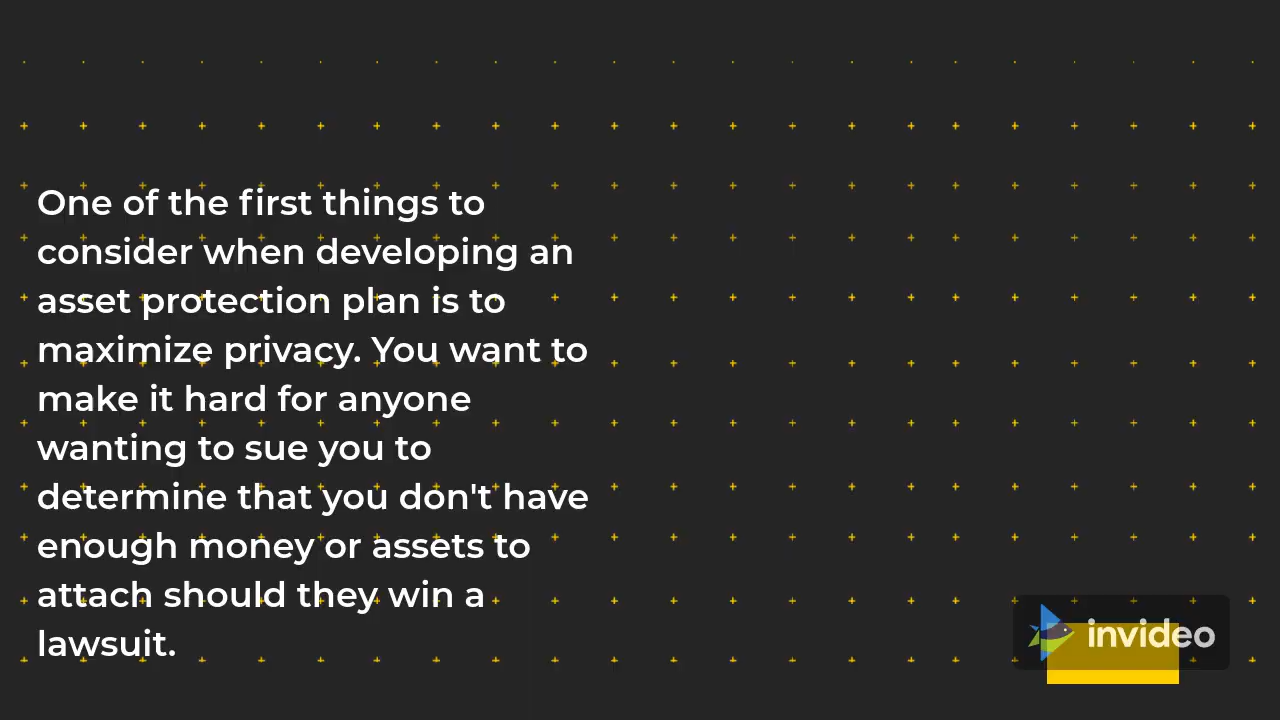 One of the first things to
consider when developing an
asset protection plan is to
maximize privacy. You want to
make it hard for anyone
wanting to sue you to
determine that you don't have
enough money or assets to
attach should they win a
lawsuit.
invideo